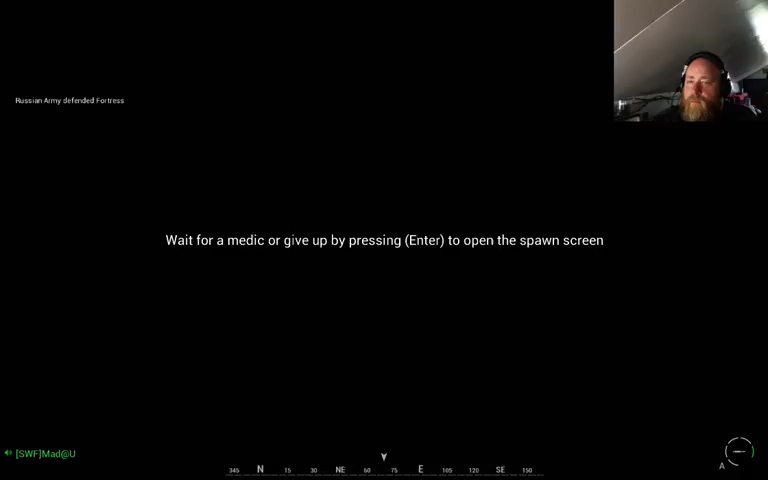 Russian Army defended Fortress
Wait for a medic or give up by pressing (Enter) to open the spawn screen
[SWF]Mad@U
345 N 15 30 NE 60 75 E 105 120 SE 150
A